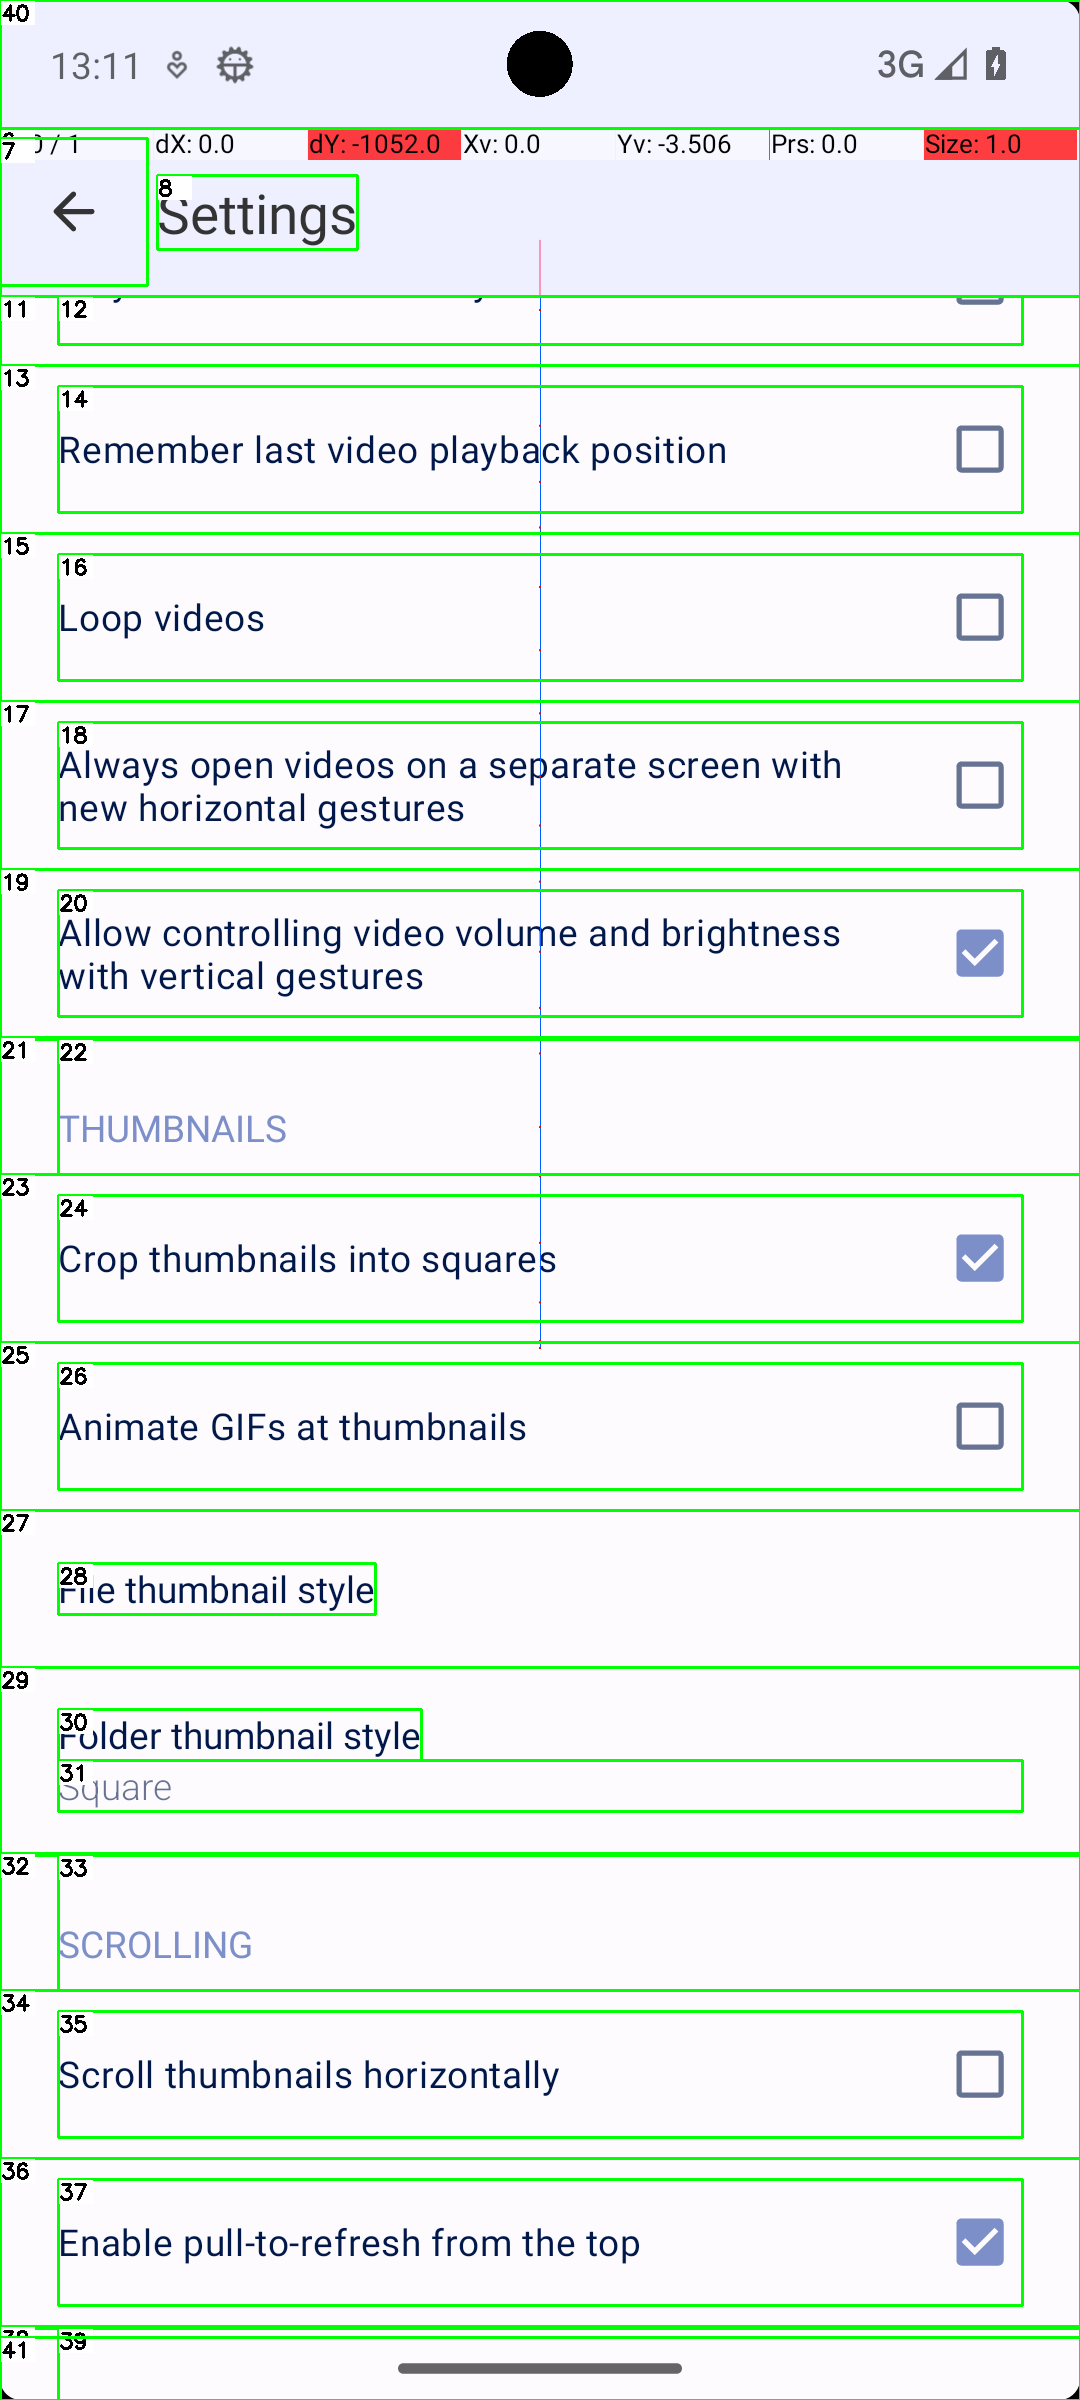 40
13:11
3G
0 / 1
dX: 0.0
dY: -1052.0
Xv: 0.0
Yv: -3.506
Prs: 0.0
Size: 1.0
7
8
Settings
11
12
13
14
Remember last video playback position
15
16
Loop videos
17
18
Always open videos on a separate screen with
new horizontal gestures
19
20
Allow controlling video volume and brightness
with vertical gestures
21
22
THUMBNAILS
23
24
Crop thumbnails into squares
25
26
Animate GIFs at thumbnails
27
28
File thumbnail style
29
30
Folder thumbnail style
31
Square
32
33
SCROLLING
34
35
Scroll thumbnails horizontally
36
37
Enable pull-to-refresh from the top
39
41